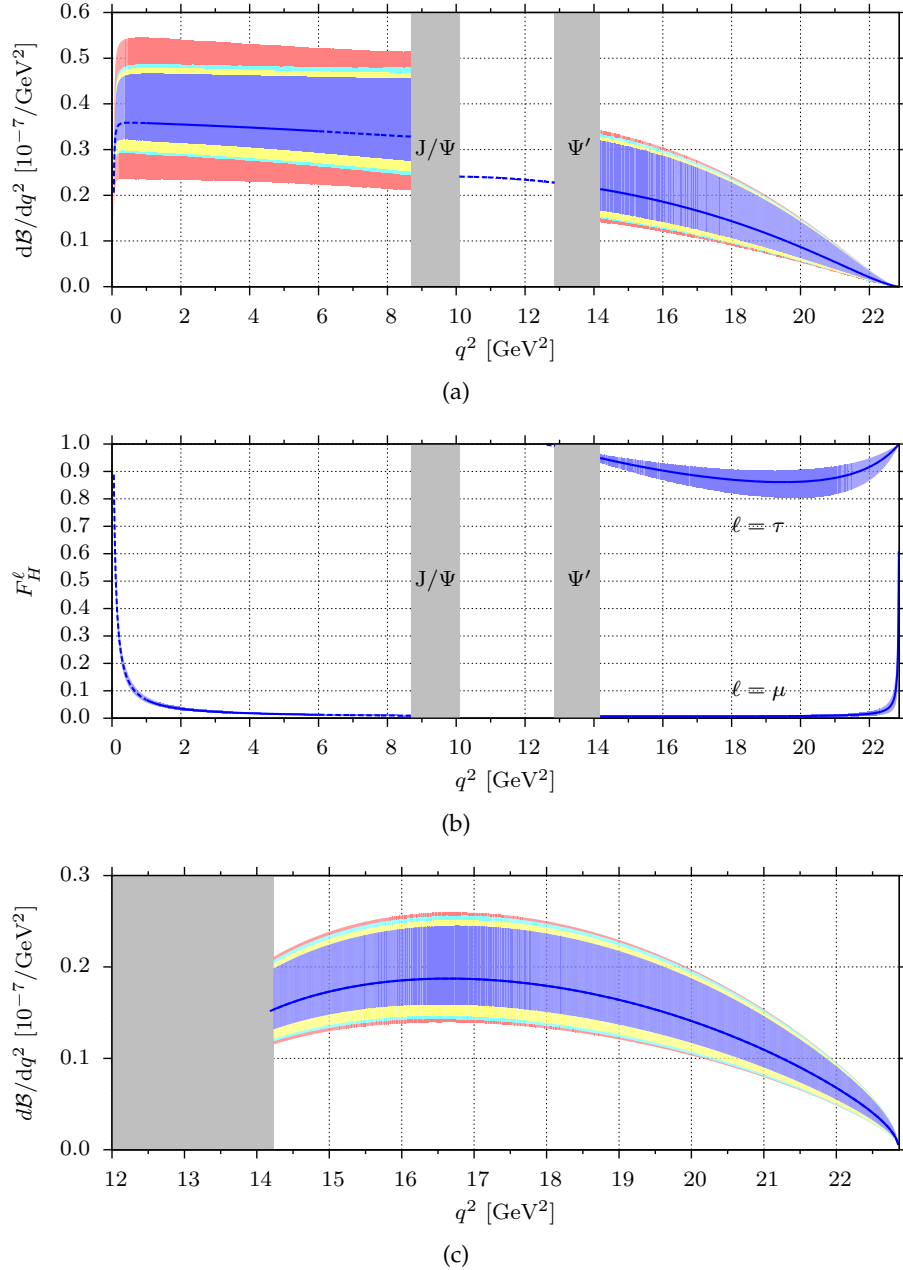 0.6
0.5
0.4
0.3
0.2
0.1
0.0
dℬ/dq² [10⁻⁷/GeV²]
J/Ψ
Ψ′
0 2 4 6 8 10 12 14 16 18 20 22
q² [GeV²]
(a)
1.0
0.9
0.8
0.7
0.6
0.5
0.4
0.3
0.2
0.1
0.0
F_H^ℓ
ℓ = τ
J/Ψ
Ψ′
ℓ = μ
0 2 4 6 8 10 12 14 16 18 20 22
q² [GeV²]
(b)
0.3
0.2
0.1
0.0
dℬ/dq² [10⁻⁷/GeV²]
12 13 14 15 16 17 18 19 20 21 22
q² [GeV²]
(c)